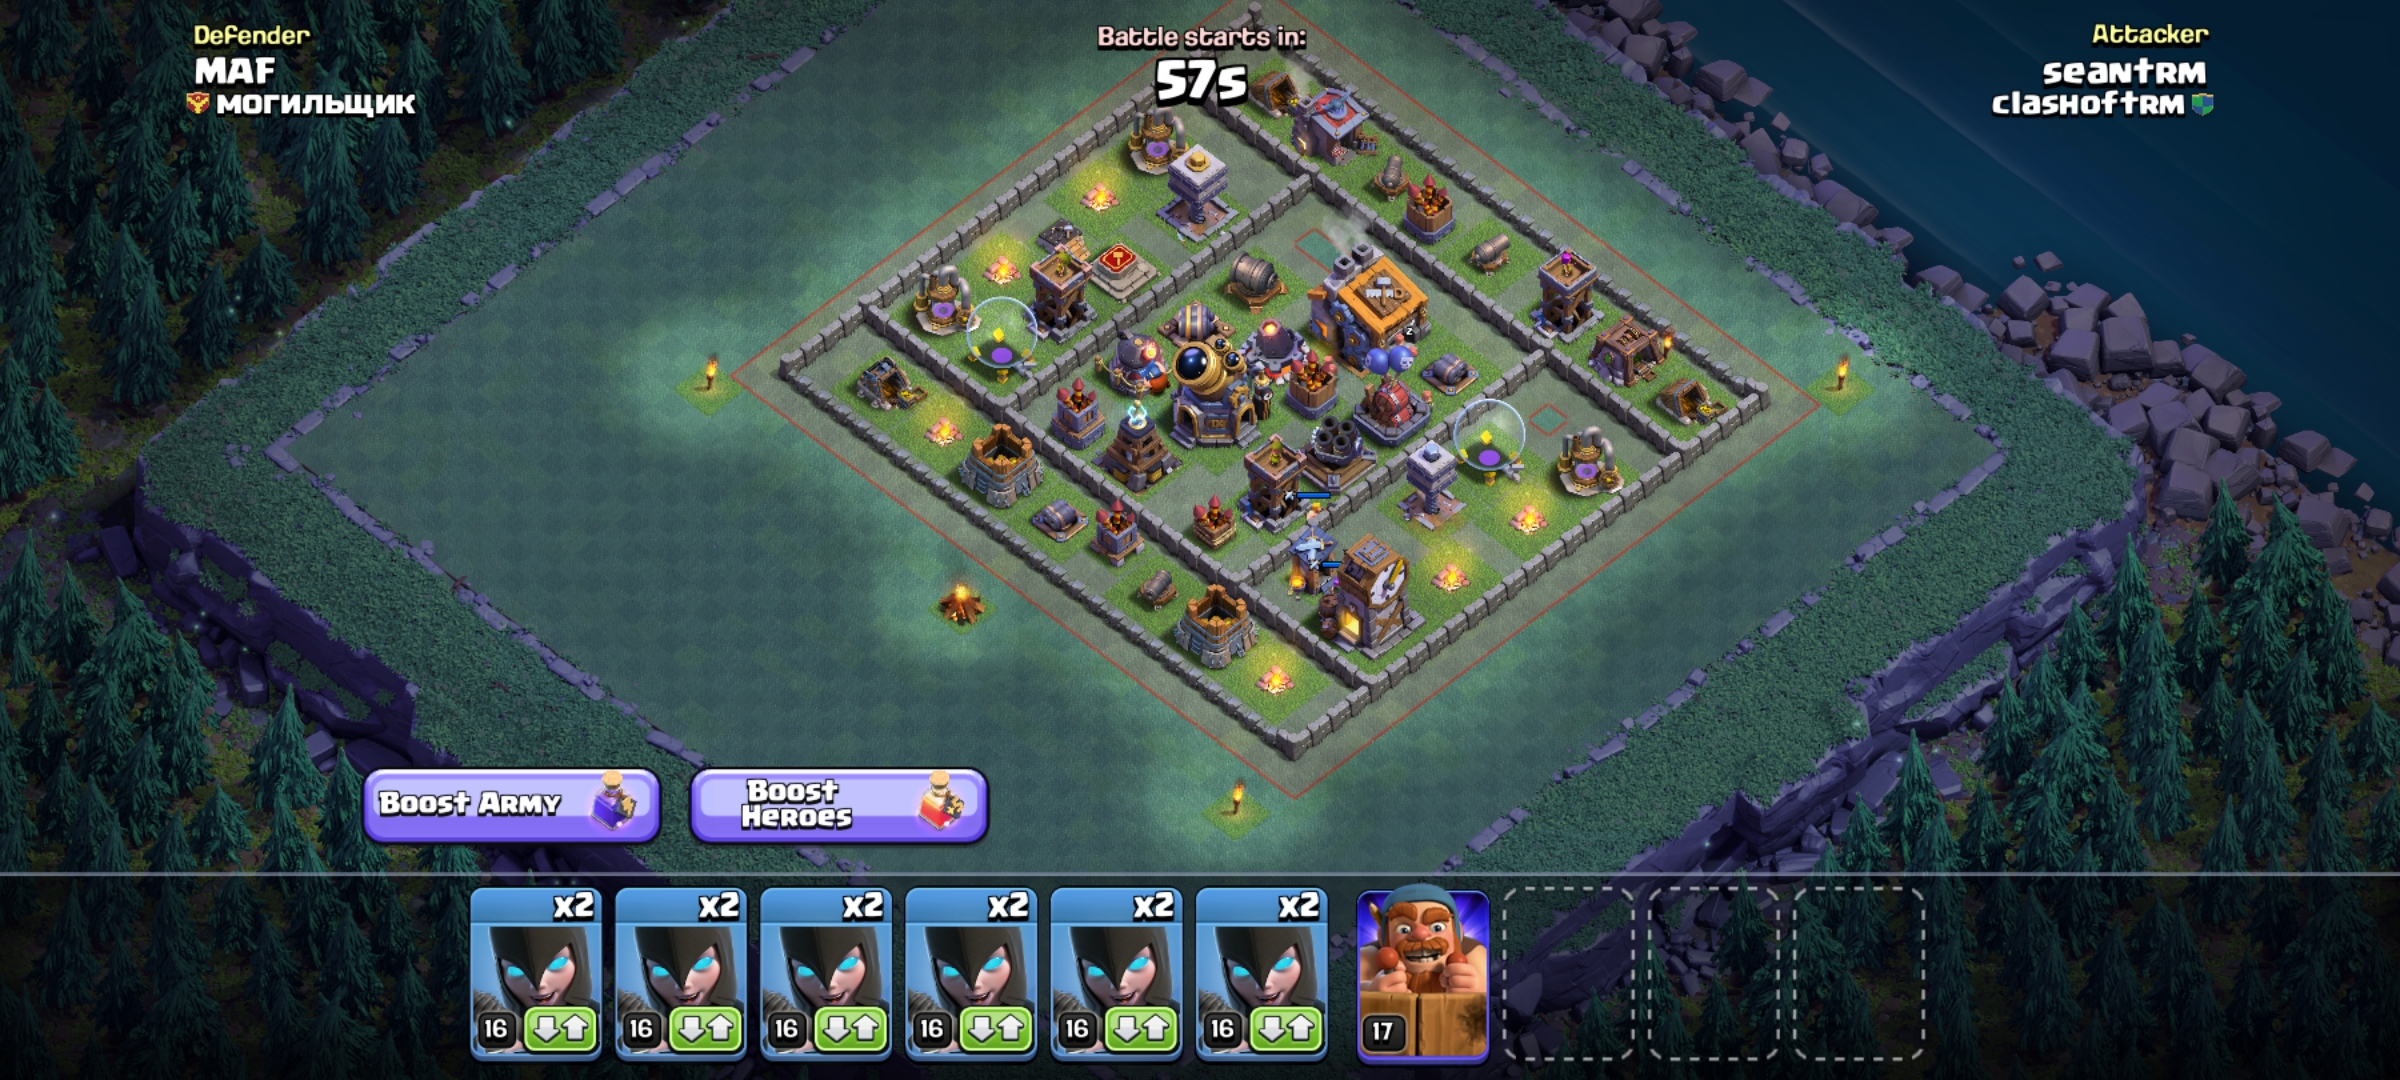 Defender
MAF
МОГИЛЬЩИК
Battle starts in:
57s
Attacker
seantRM
clashoftRM
Boost Army
Boost
Heroes
x2
x2
x2
x2
x2
x2
16
16
16
16
16
16
17